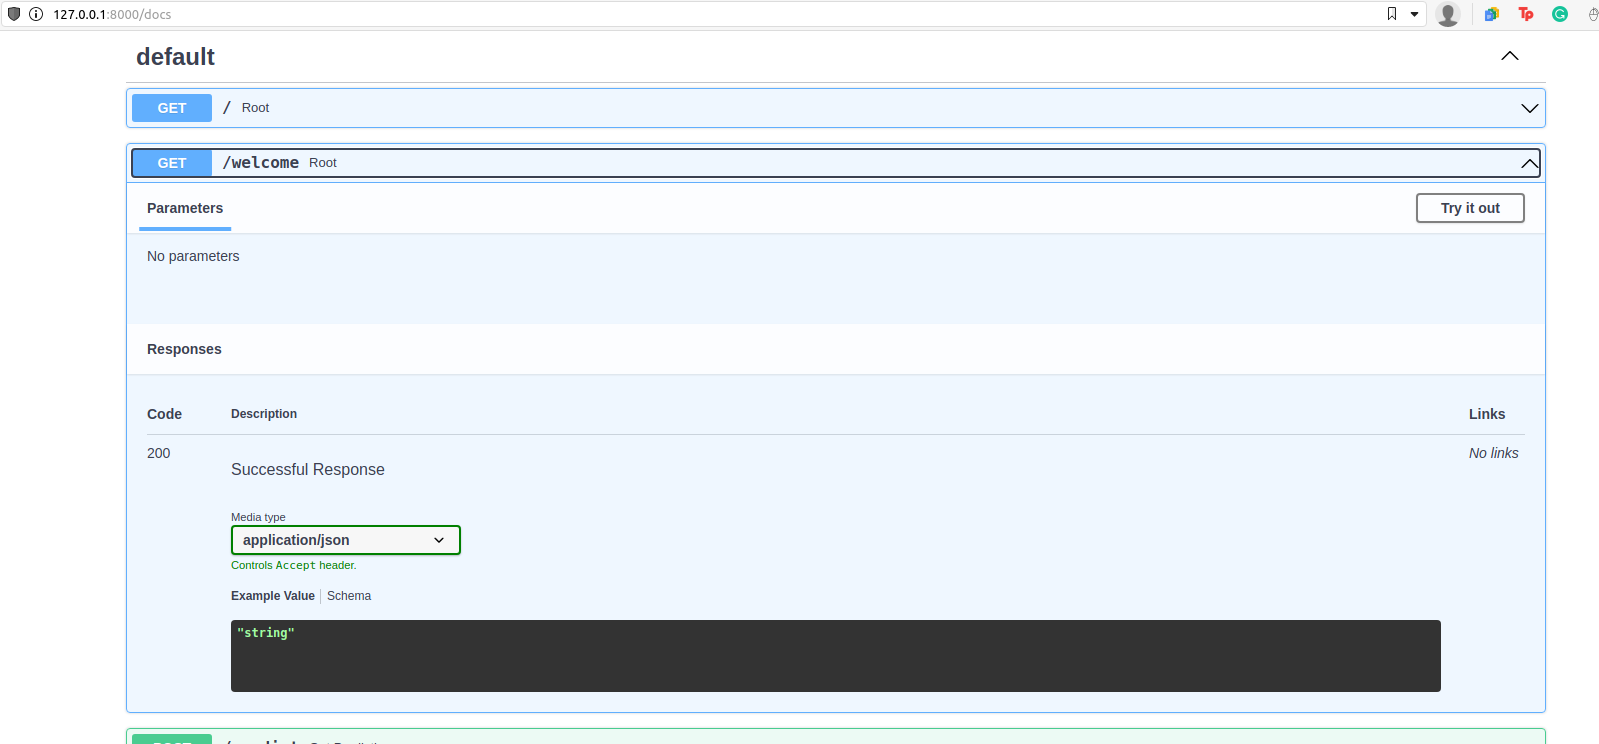 127.0.0.1:8000/docs
default
GET / Root
GET /welcome Root
Parameters Try it out
No parameters
Responses
Code Description Links
200 No links
Successful Response
Media type
application/json
Controls Accept header.
Example Value Schema
"string"